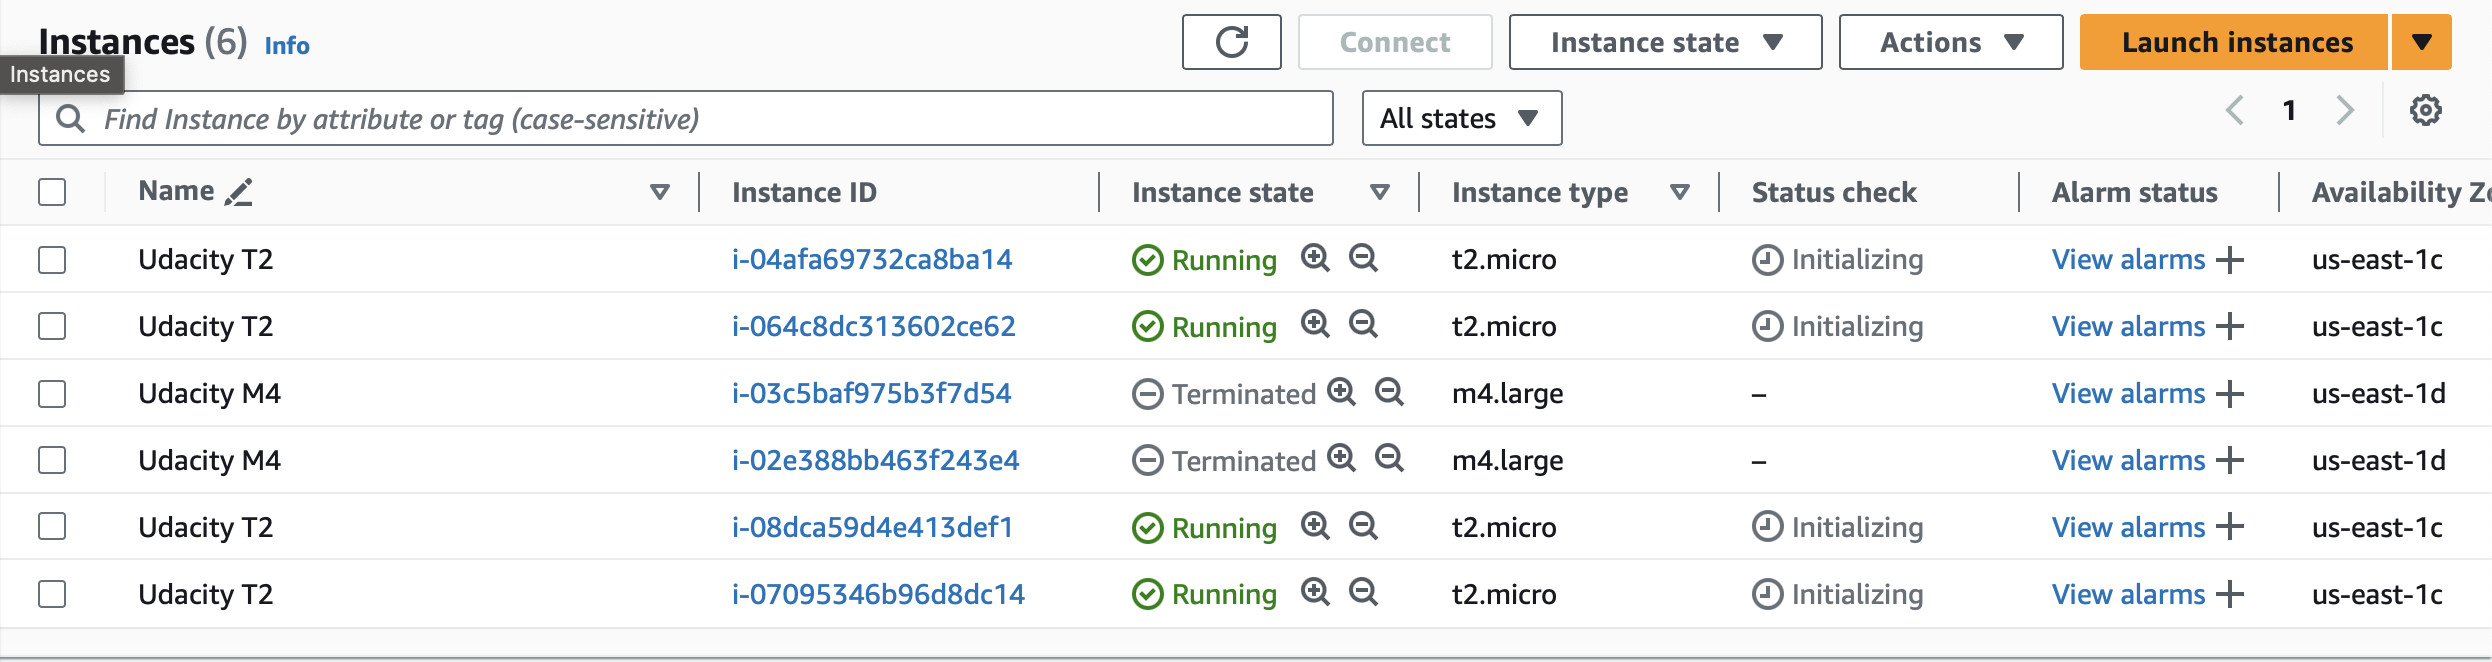 Instances (6) Info
Connect Instance state Actions Launch instances
Instances
Find Instance by attribute or tag (case-sensitive) All states 1
Name Instance ID Instance state Instance type Status check Alarm status Availability Zo
Udacity T2 i-04afa69732ca8ba14 Running t2.micro Initializing View alarms us-east-1c
Udacity T2 i-064c8dc313602ce62 Running t2.micro Initializing View alarms us-east-1c
Udacity M4 i-03c5baf975b3f7d54 Terminated m4.large – View alarms us-east-1d
Udacity M4 i-02e388bb463f243e4 Terminated m4.large – View alarms us-east-1d
Udacity T2 i-08dca59d4e413def1 Running t2.micro Initializing View alarms us-east-1c
Udacity T2 i-07095346b96d8dc14 Running t2.micro Initializing View alarms us-east-1c